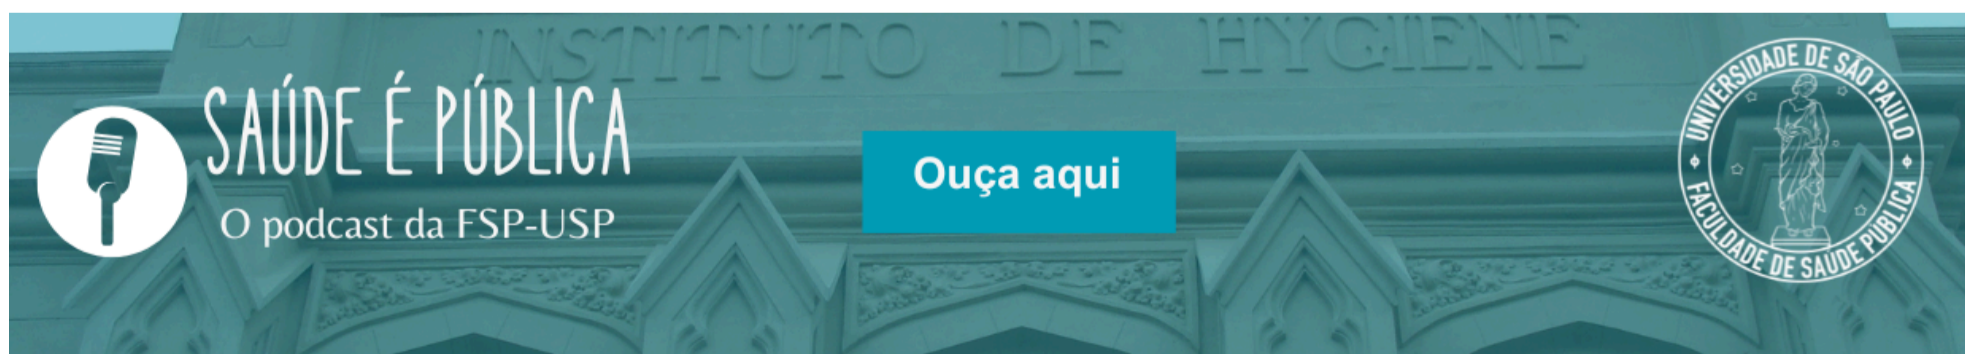 INSTITUTO DE HYGIENE
SAÚDE É PÚBLICA
O podcast da FSP-USP
Ouça aqui
UNIVERSIDADE DE SÃO PAULO
FACULDADE DE SAÚDE PÚBLICA